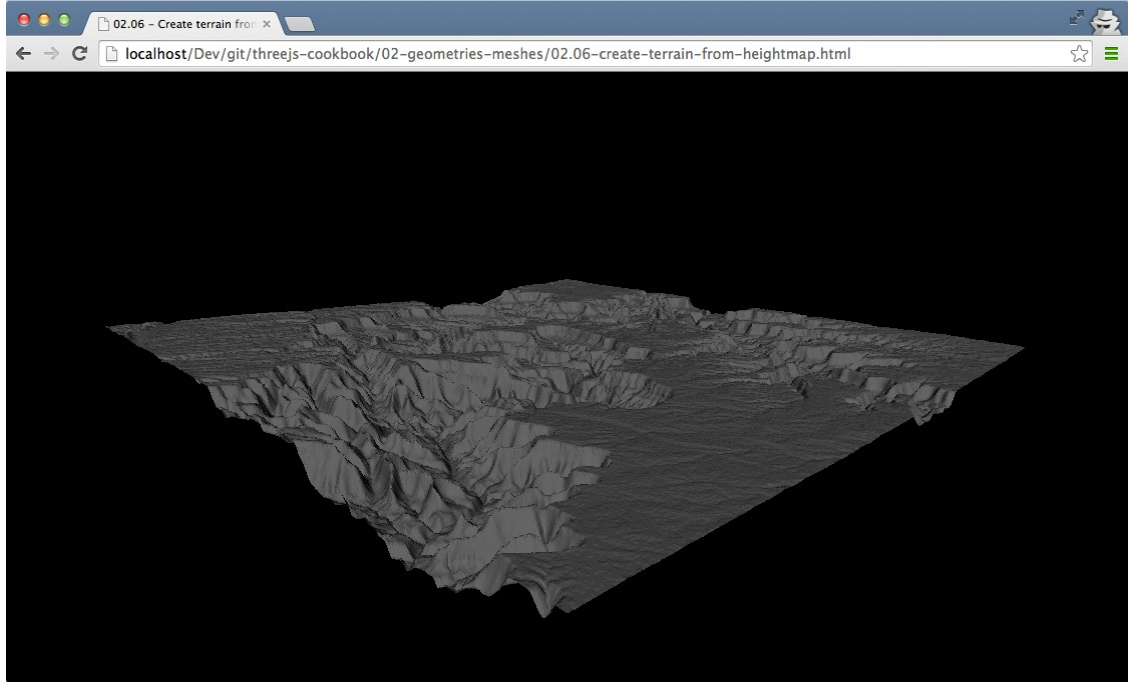 02.06 – Create terrain from
localhost/Dev/git/threejs-cookbook/02-geometries-meshes/02.06-create-terrain-from-heightmap.html